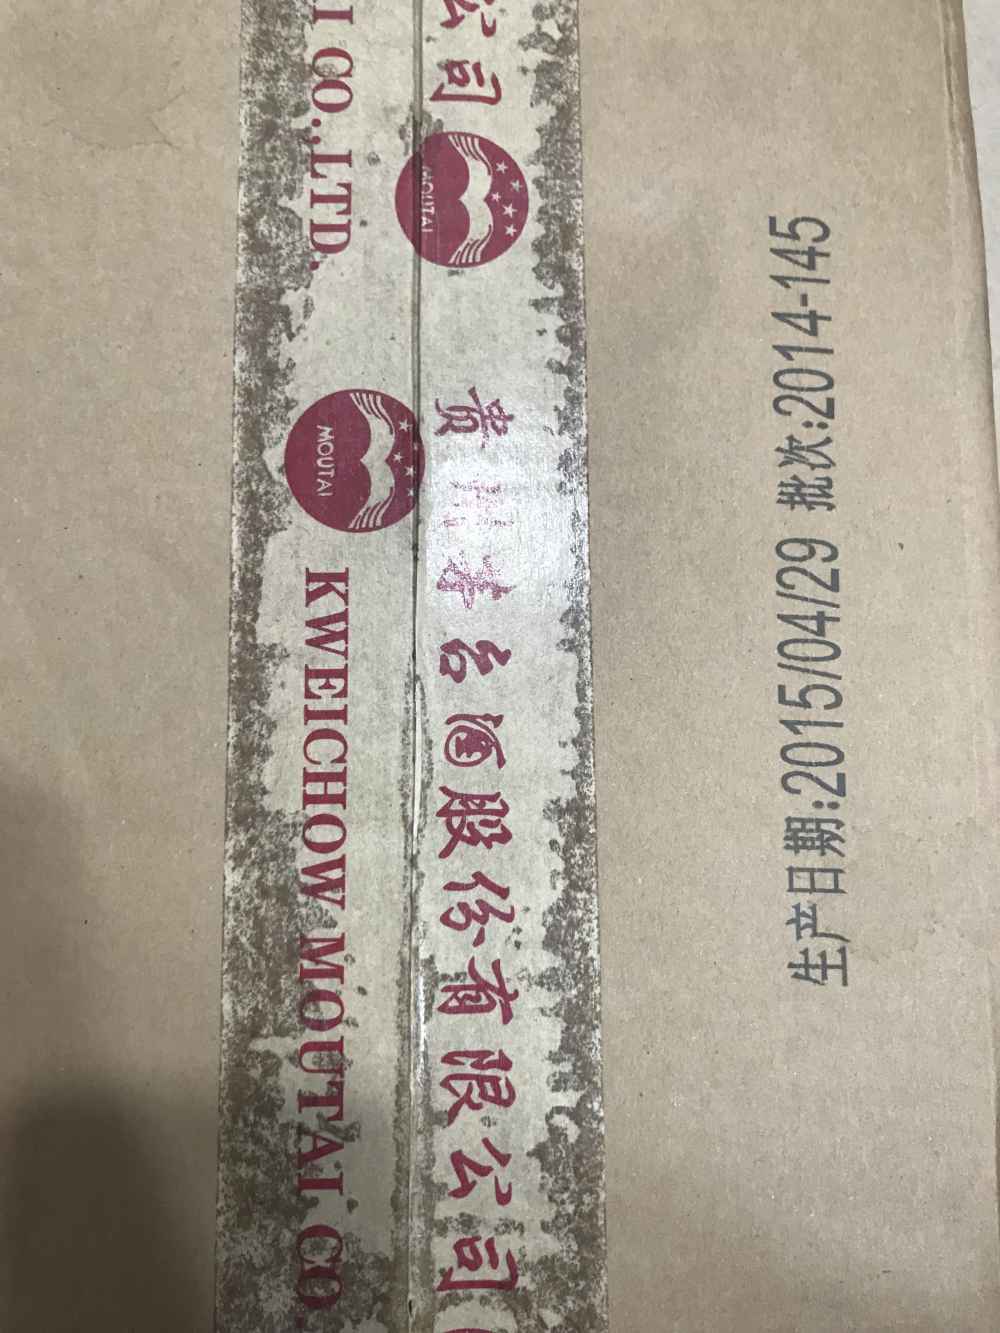 公司
MOUTAI
贵州茅台酒股份有限公司
I CO.,LTD.
MOUTAI
KWEICHOW MOUTAI CO
生产日期:2015/04/29 批次:2014-145